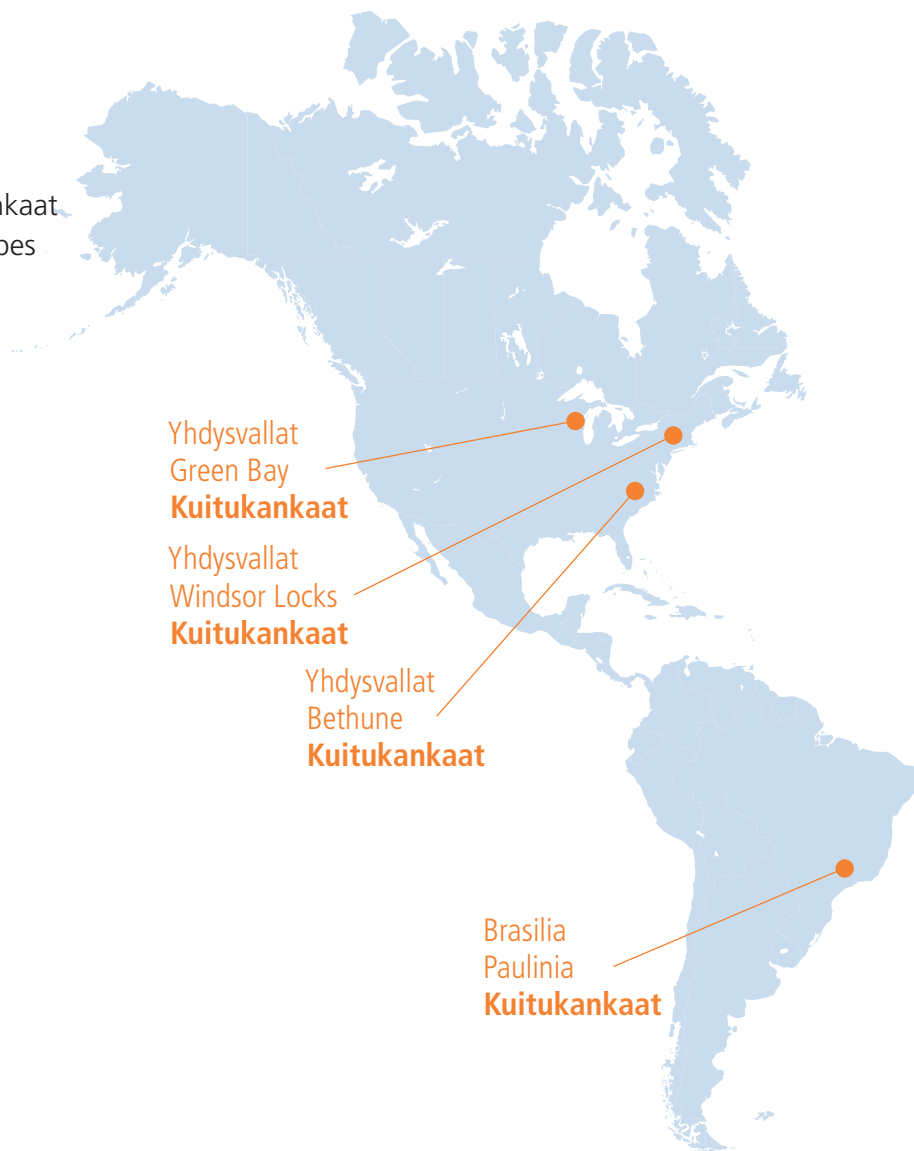 Yhdysvallat
Green Bay
Kuitukankaat
Yhdysvallat
Windsor Locks
Kuitukankaat
Yhdysvallat
Bethune
Kuitukankaat
Brasilia
Paulinia
Kuitukankaat